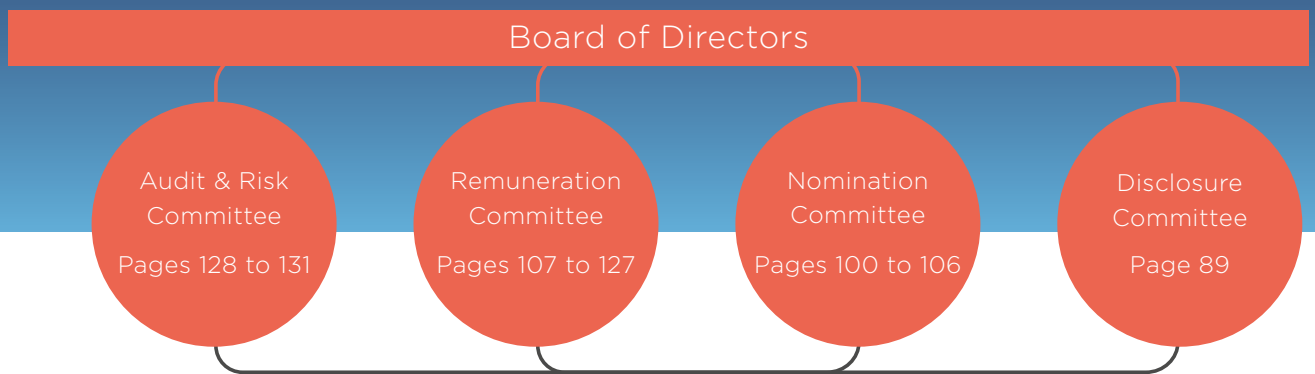 Board of Directors
Audit & Risk
Committee
Pages 128 to 131
Remuneration
Committee
Pages 107 to 127
Nomination
Committee
Pages 100 to 106
Disclosure
Committee
Page 89